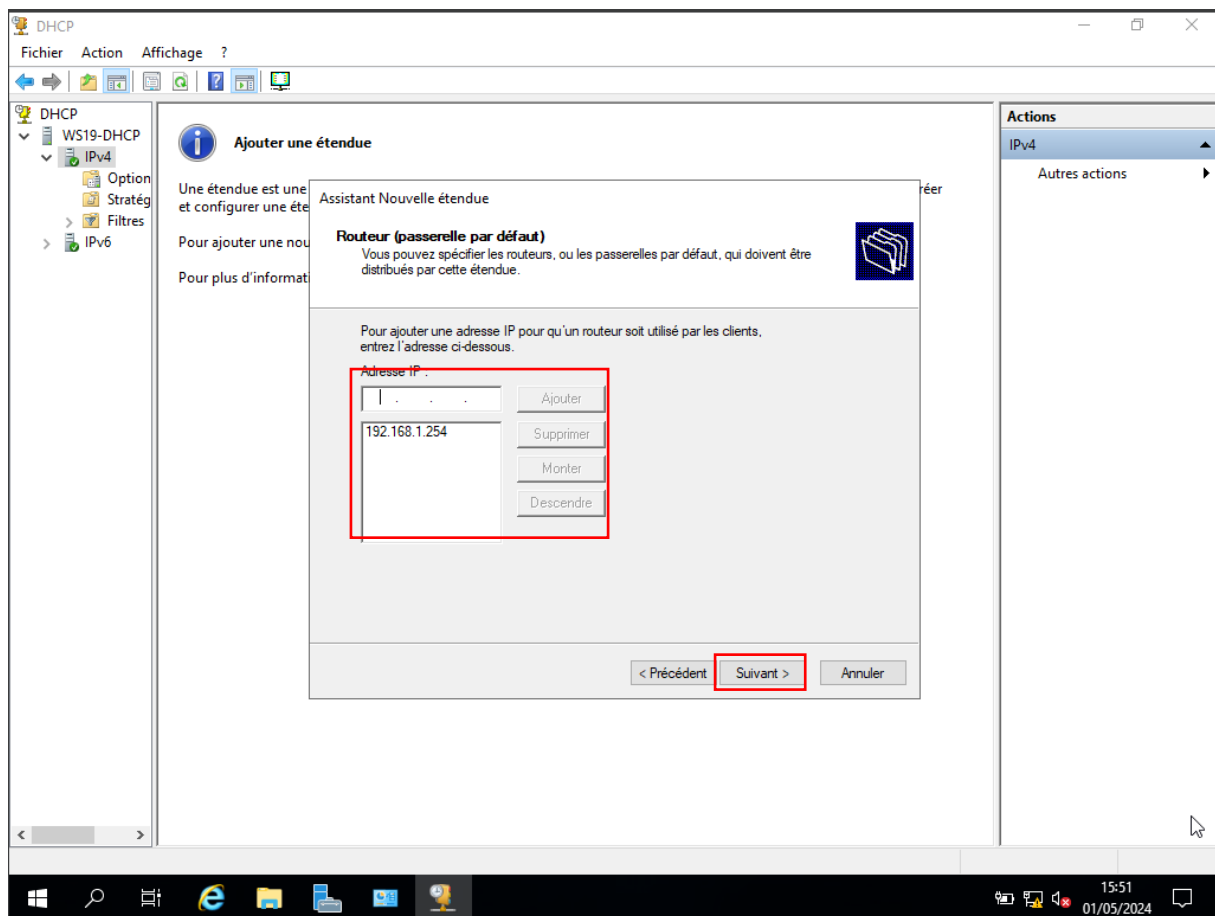 DHCP
Fichier Action Affichage ?
DHCP
WS19-DHCP
IPv4
Option
Stratég
Filtres
IPv6
Ajouter une étendue
Une étendue est une
réer
et configurer une éte
Pour ajouter une nou
Pour plus d'informati
Assistant Nouvelle étendue
Routeur (passerelle par défaut)
Vous pouvez spécifier les routeurs, ou les passerelles par défaut, qui doivent être
distribués par cette étendue.
Pour ajouter une adresse IP pour qu'un routeur soit utilisé par les clients,
entrez l'adresse ci-dessous.
Adresse IP :
. . .
Ajouter
192.168.1.254
Supprimer
Monter
Descendre
< Précédent
Suivant >
Annuler
Actions
IPv4
Autres actions
15:51
01/05/2024